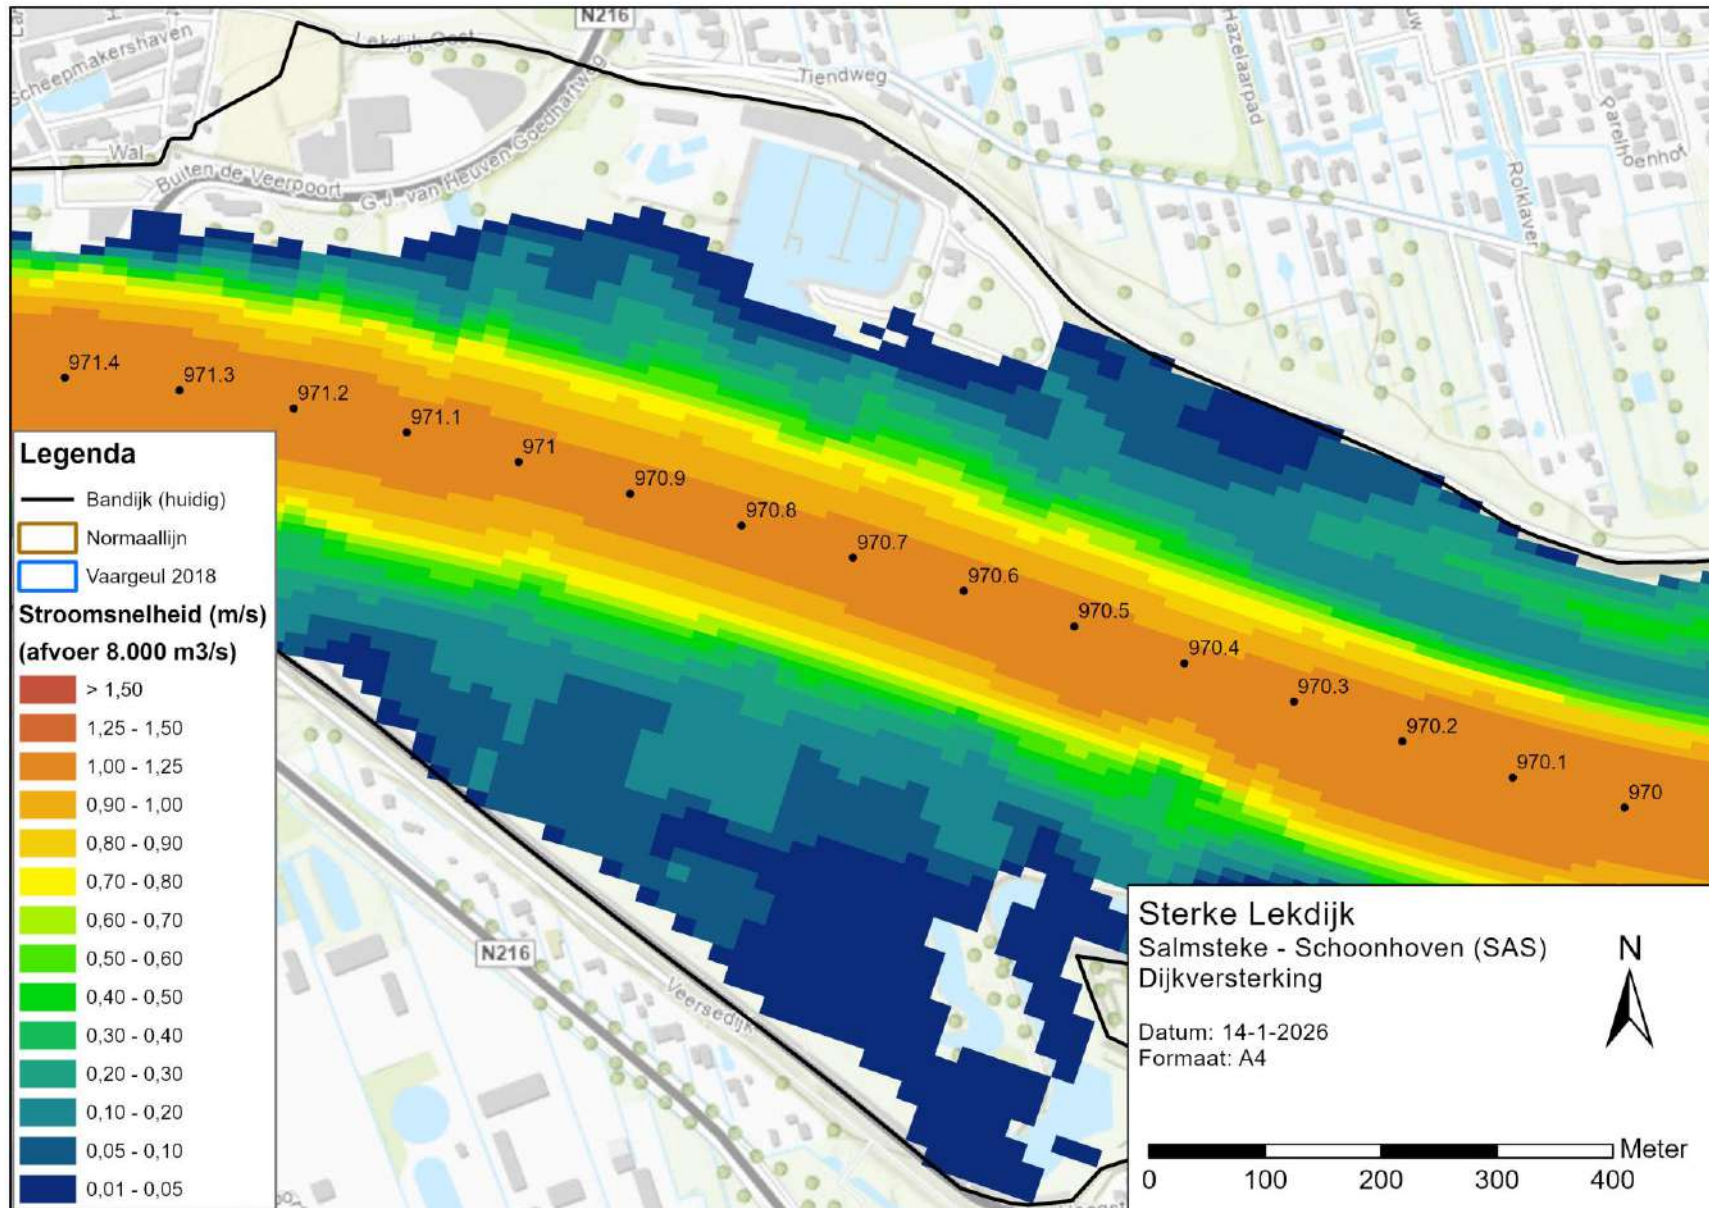 N216
Lekdijk Oost
Scheepmakershaven
Tiendweg
Hazelaarpad
Parelhoenhof
Rolklaver
Wal
Buiten de Veerpoort
G.J. van Heuven Goedhartweg
971.4
971.3
971.2
971.1
971
970.9
970.8
970.7
970.6
970.5
970.4
970.3
970.2
970.1
970
Legenda
Bandijk (huidig)
Normaallijn
Vaargeul 2018
Stroomsnelheid (m/s)
(afvoer 8.000 m3/s)
> 1,50
1,25 - 1,50
1,00 - 1,25
0,90 - 1,00
0,80 - 0,90
0,70 - 0,80
0,60 - 0,70
0,50 - 0,60
0,40 - 0,50
0,30 - 0,40
0,20 - 0,30
0,10 - 0,20
0,05 - 0,10
0,01 - 0,05
N216
Veersedijk
Sterke Lekdijk
Salmsteke - Schoonhoven (SAS)
Dijkversterking
N
Datum: 14-1-2026
Formaat: A4
Meter
0 100 200 300 400